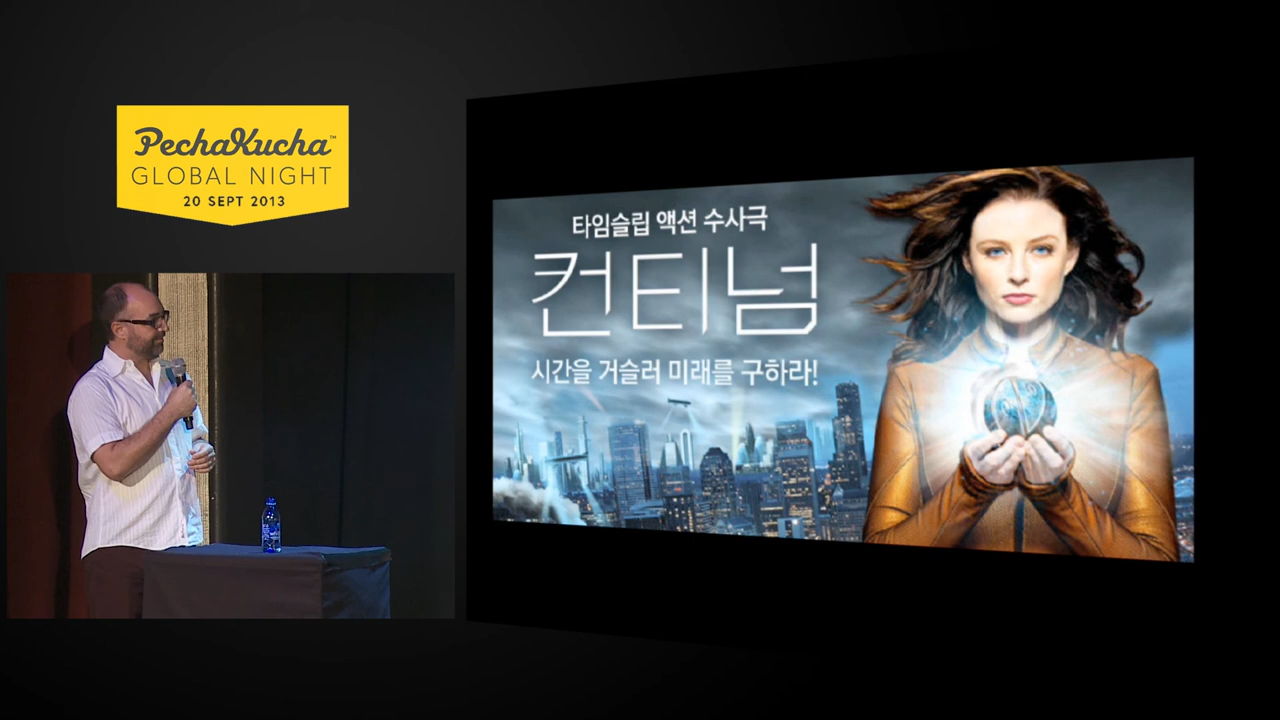 PechaKucha™
GLOBAL NIGHT
20 SEPT 2013
타임슬립 액션 수사극
컨티넘
시간을 거슬러 미래를 구하라!